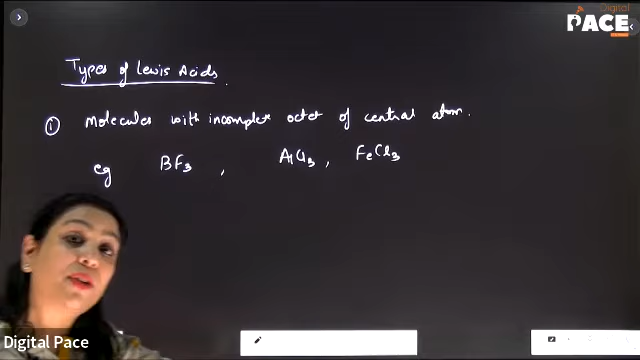 Digital
PACE
Types of Lewis Acids
① Molecules with incomplete octet of central atom.
eg BF3, AlCl3, FeCl3
Digital Pace